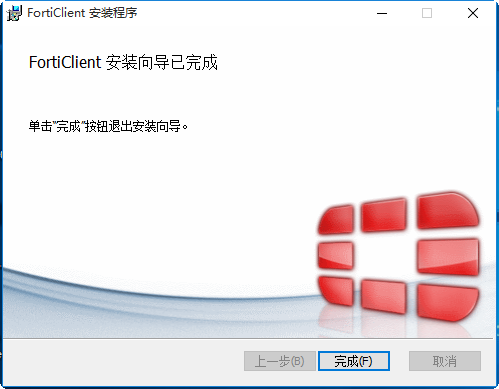 FortiClient 安装程序
FortiClient 安装向导已完成
单击"完成"按钮退出安装向导。
上一步(B)
完成(F)
取消